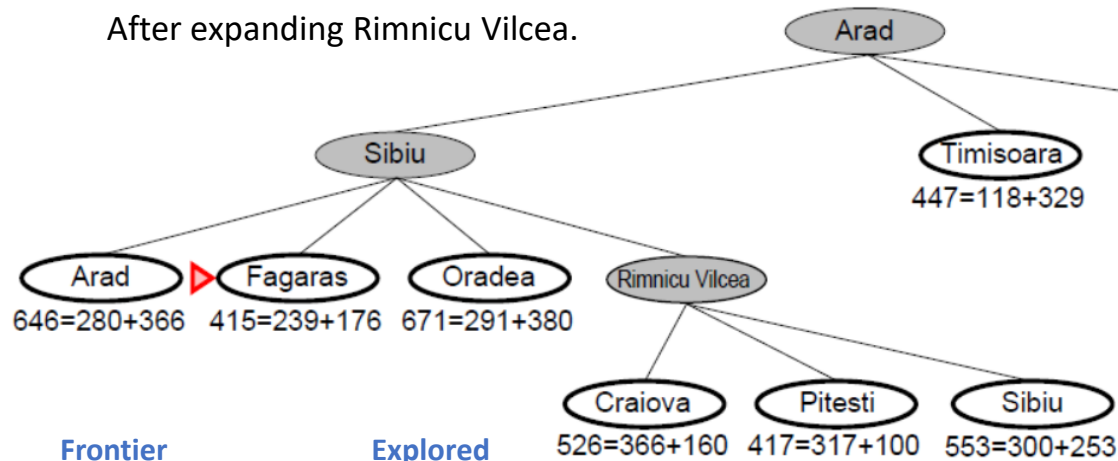 After expanding Rimnicu Vilcea.
Arad
Sibiu
Timisoara
447=118+329
Arad
Fagaras
Oradea
Rimnicu Vilcea
646=280+366
415=239+176
671=291+380
Craiova
Pitesti
Sibiu
526=366+160
417=317+100
553=300+253
Frontier
Explored